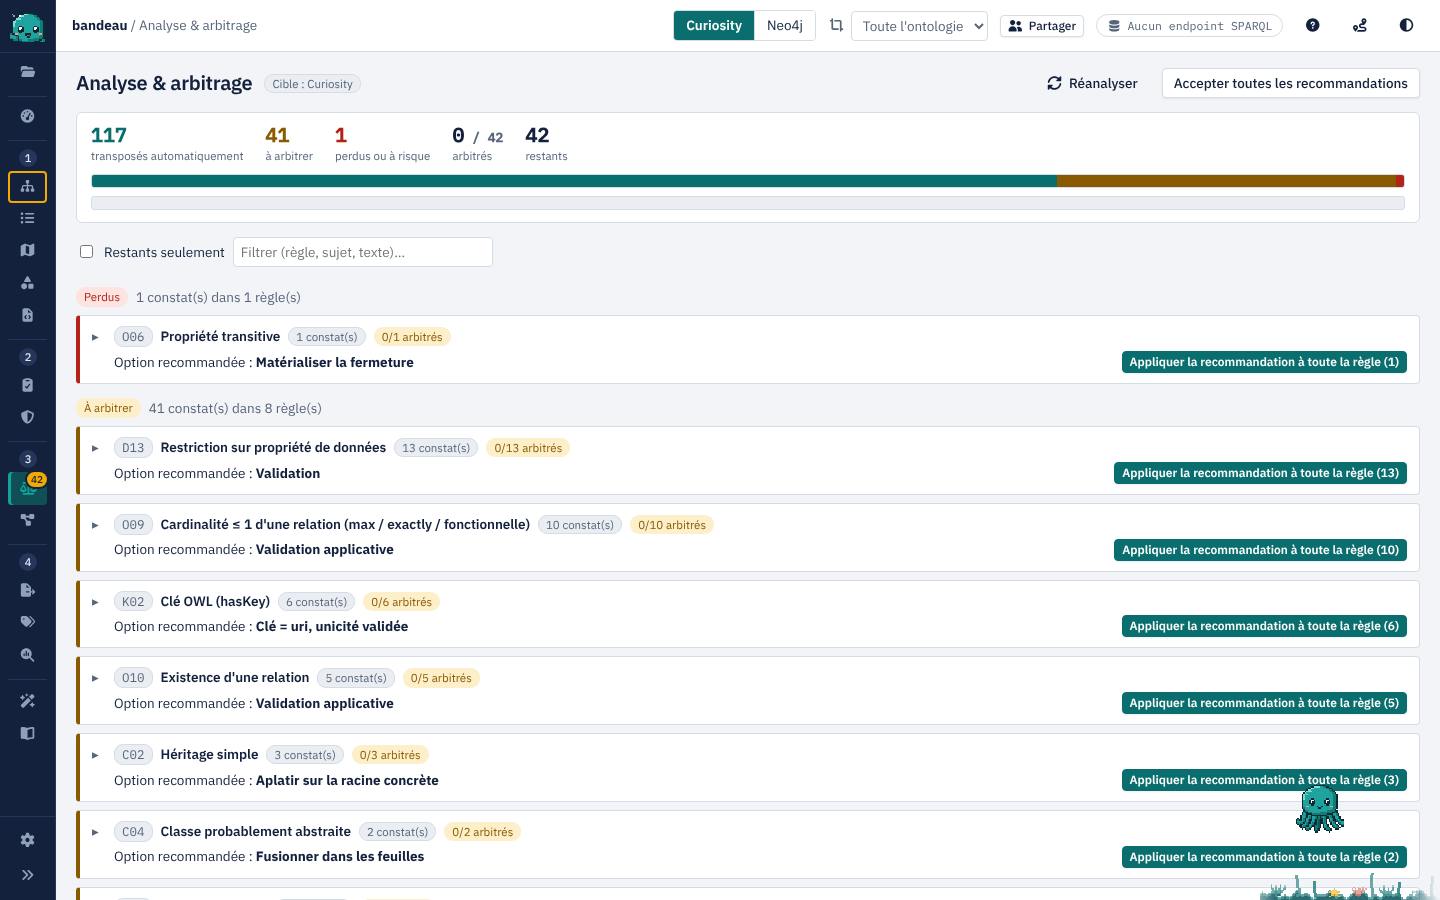 bandeau / Analyse & arbitrage
Curiosity
Neo4j
Toute l'ontologie
Partager
Aucun endpoint SPARQL
Analyse & arbitrage
Cible : Curiosity
Réanalyser
Accepter toutes les recommandations
117
41
1
0 / 42
42
transposés automatiquement
à arbitrer
perdus ou à risque
arbitrés
restants
Restants seulement
Filtrer (règle, sujet, texte)...
Perdus 1 constat(s) dans 1 règle(s)
O06 Propriété transitive 1 constat(s) 0/1 arbitrés
Option recommandée : Matérialiser la fermeture
Appliquer la recommandation à toute la règle (1)
À arbitrer 41 constat(s) dans 8 règle(s)
D13 Restriction sur propriété de données 13 constat(s) 0/13 arbitrés
Option recommandée : Validation
Appliquer la recommandation à toute la règle (13)
O09 Cardinalité ≤ 1 d'une relation (max / exactly / fonctionnelle) 10 constat(s) 0/10 arbitrés
Option recommandée : Validation applicative
Appliquer la recommandation à toute la règle (10)
K02 Clé OWL (hasKey) 6 constat(s) 0/6 arbitrés
Option recommandée : Clé = uri, unicité validée
Appliquer la recommandation à toute la règle (6)
O10 Existence d'une relation 5 constat(s) 0/5 arbitrés
Option recommandée : Validation applicative
Appliquer la recommandation à toute la règle (5)
C02 Héritage simple 3 constat(s) 0/3 arbitrés
Option recommandée : Aplatir sur la racine concrète
Appliquer la recommandation à toute la règle (3)
C04 Classe probablement abstraite 2 constat(s) 0/2 arbitrés
Option recommandée : Fusionner dans les feuilles
Appliquer la recommandation à toute la règle (2)
1
2
3
42
4